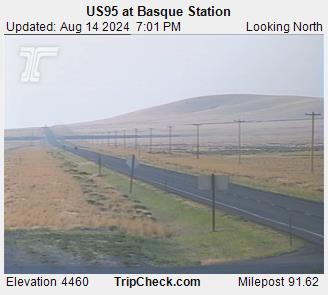 US95 at Basque Station
Updated: Aug 14 2024 7:01 PM Looking North
Elevation 4460 TripCheck.com Milepost 91.62